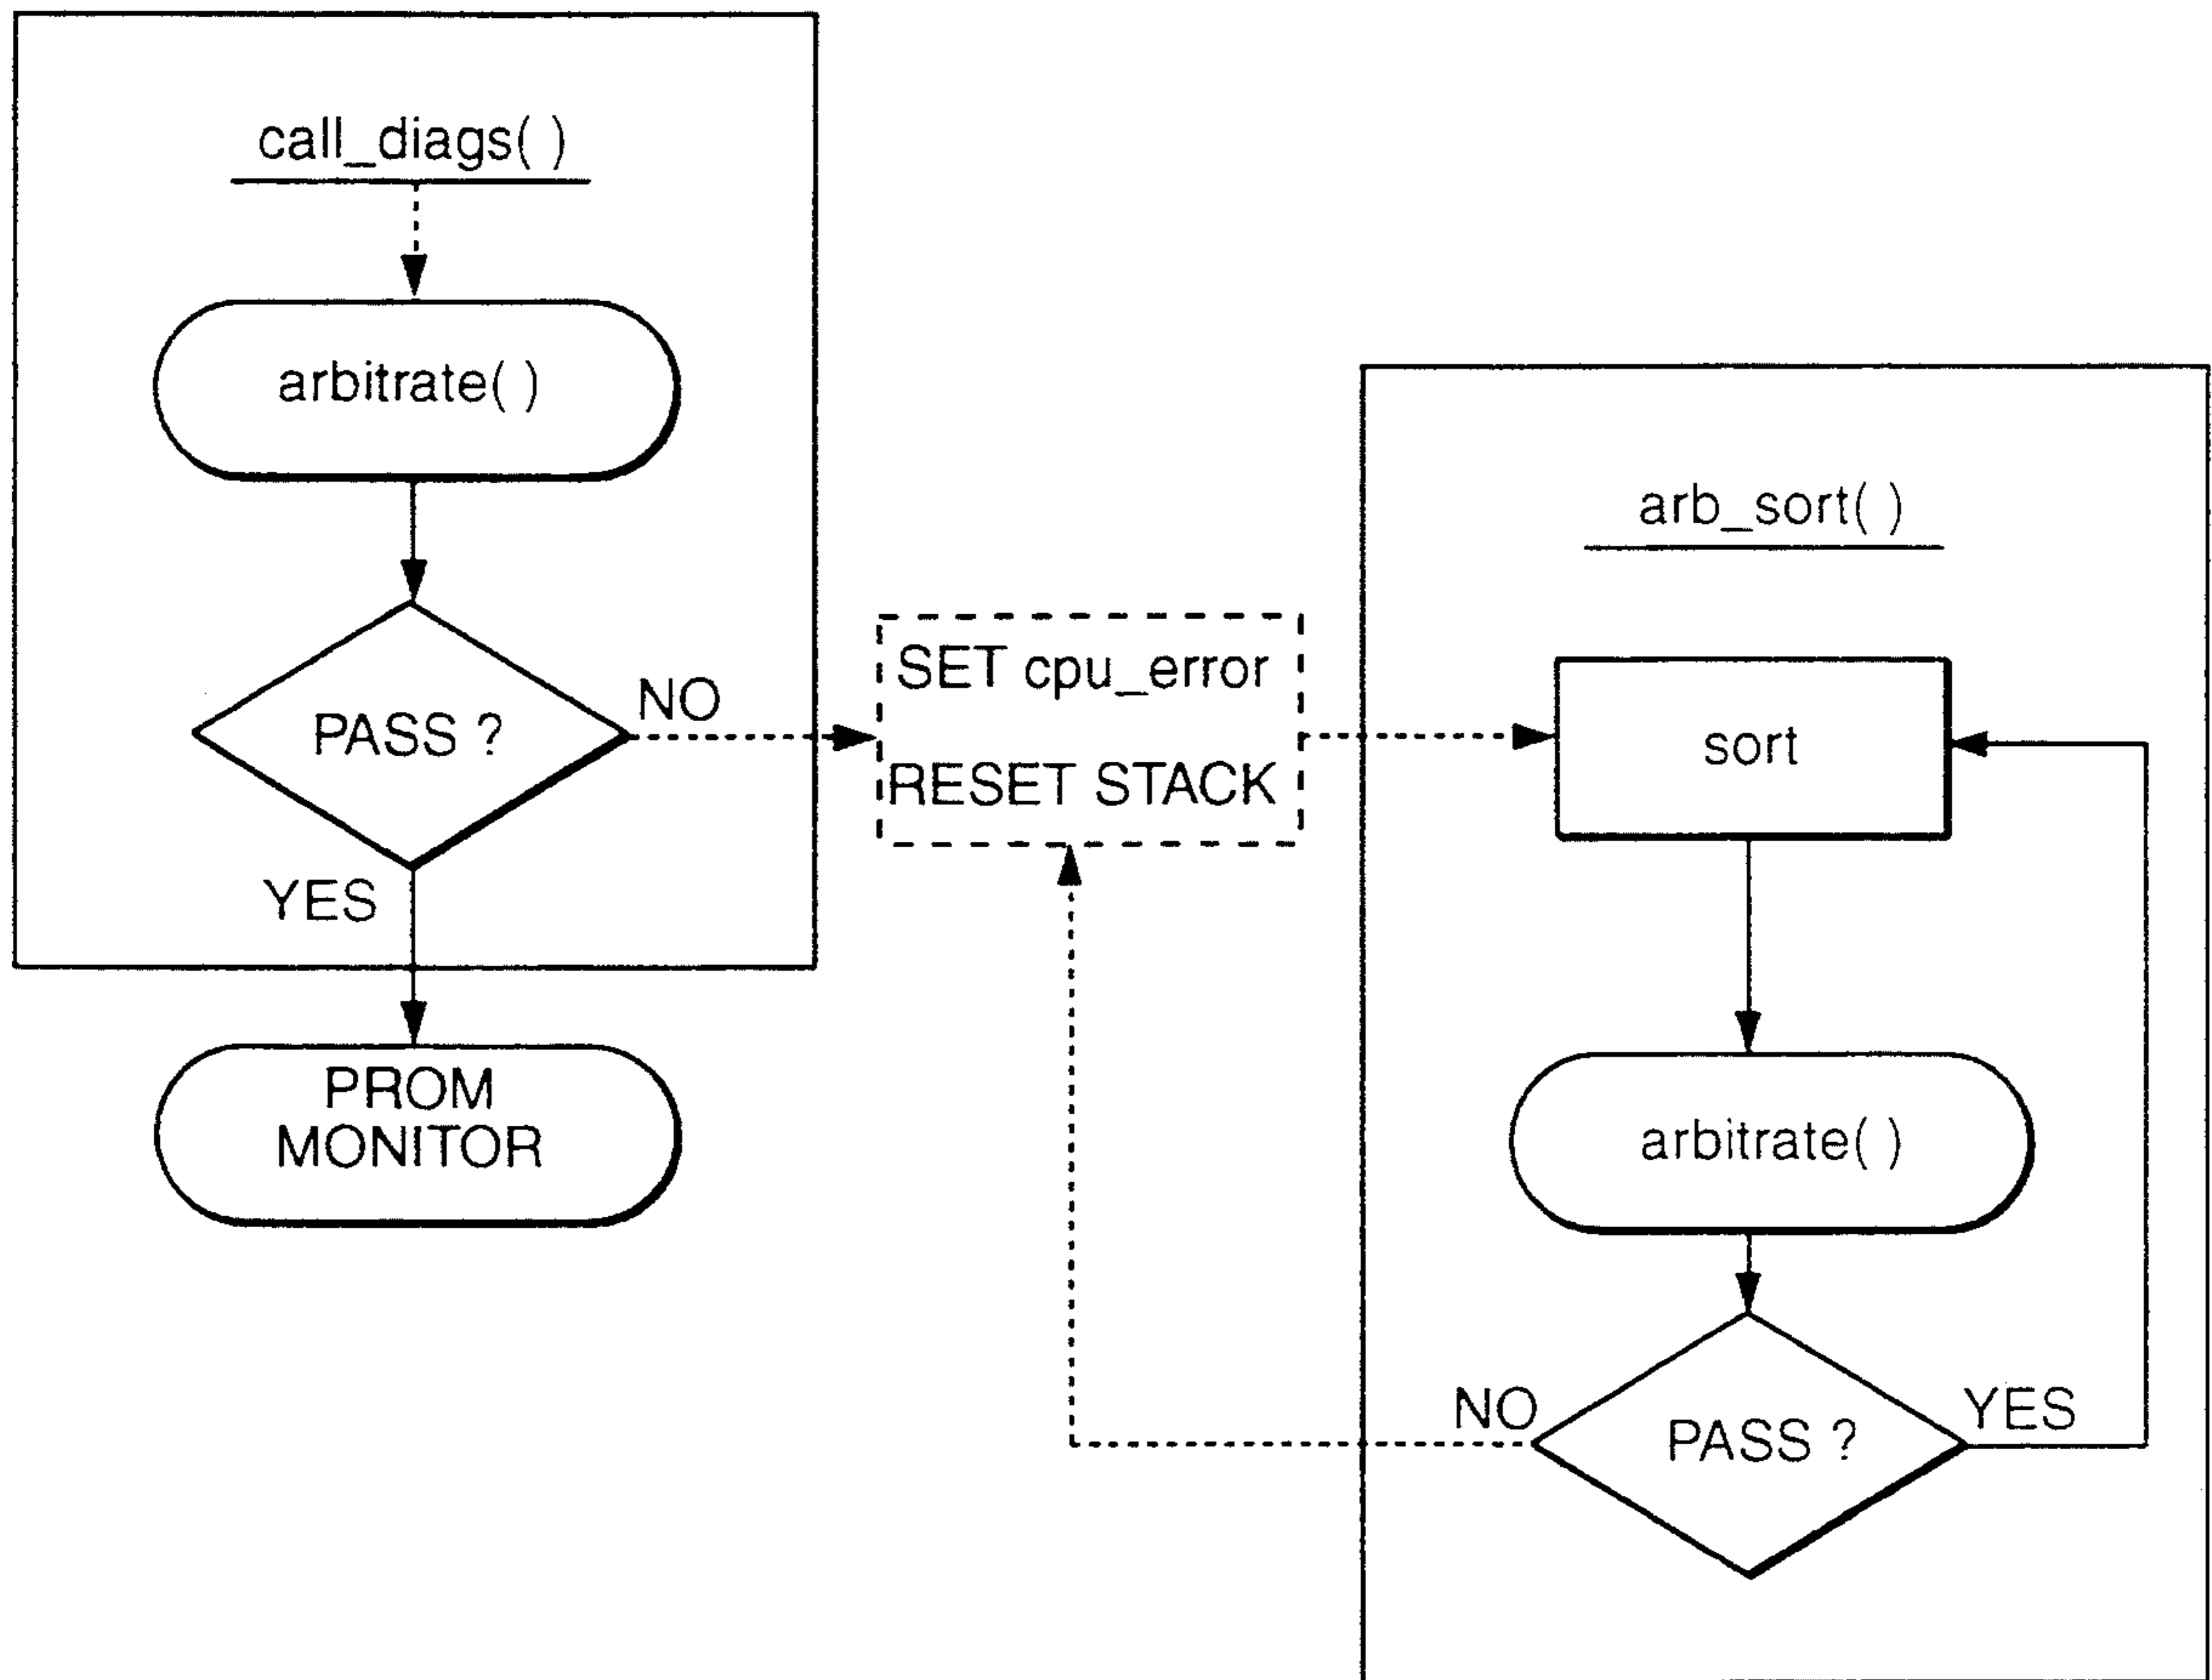 call_diags( )
arbitrate( )
PASS ?
NO
YES
PROM
MONITOR
SET cpu_error
RESET STACK
arb_sort( )
sort
arbitrate( )
PASS ?
NO
YES